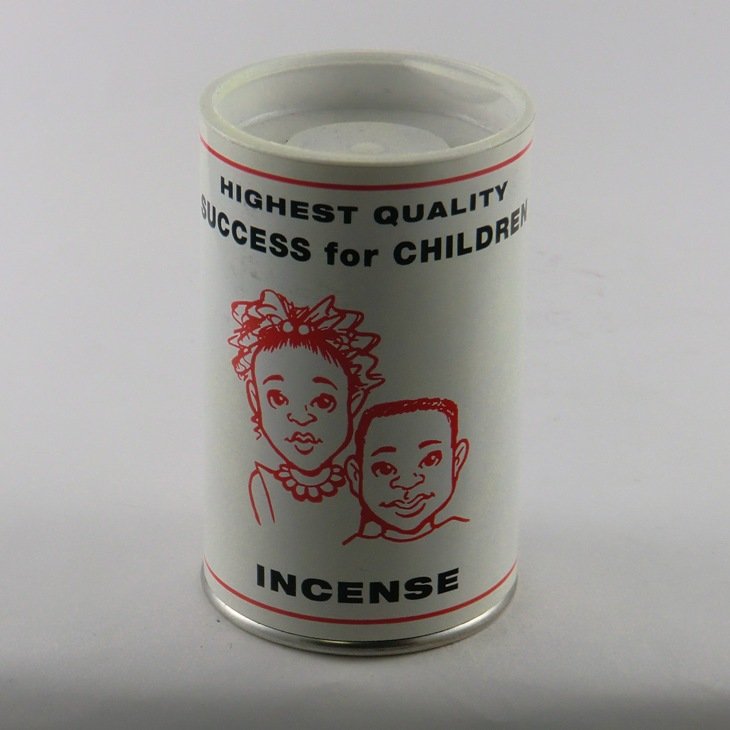 HIGHEST QUALITY
SUCCESS for CHILDREN
INCENSE